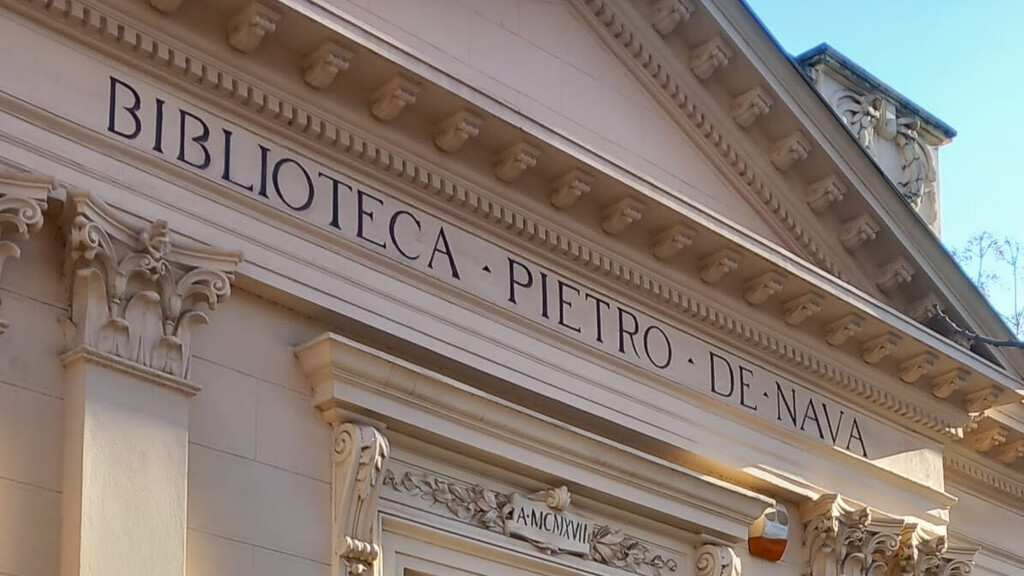 BIBLIOTECA · PIETRO · DE · NAVA
A·MCMXVII